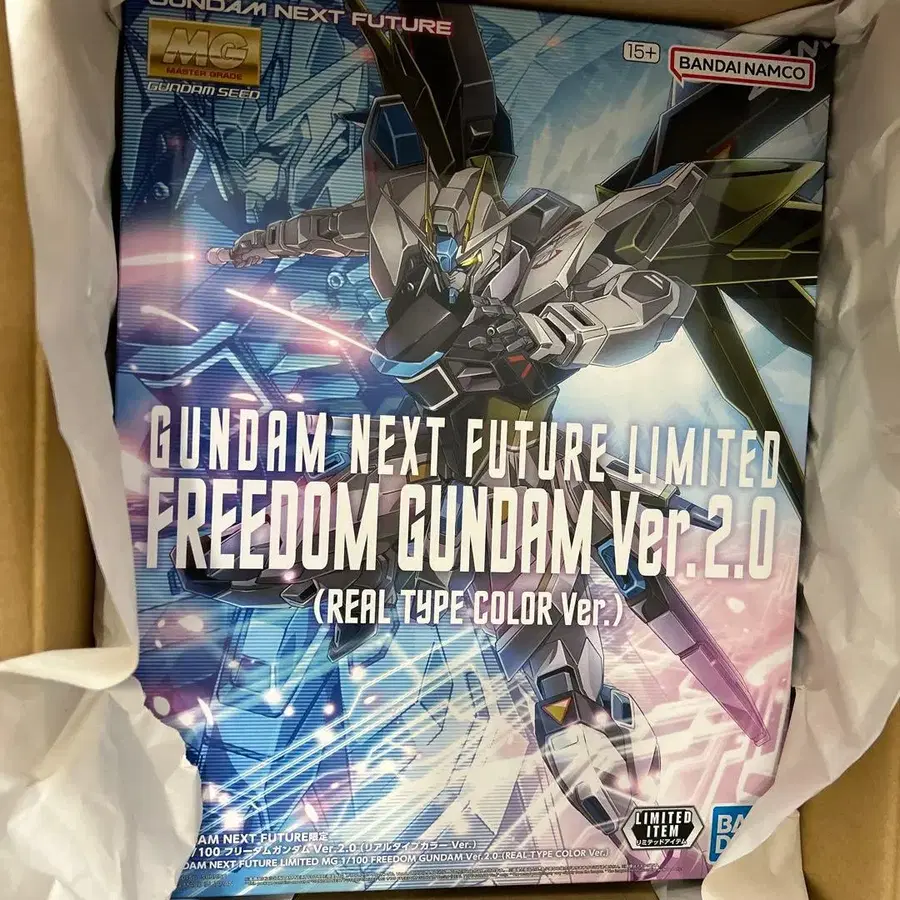 GUNDAM NEXT FUTURE
MG
MASTER GRADE
GUNDAM SEED
15+
BANDAI NAMCO
GUNDAM NEXT FUTURE LIMITED
FREEDOM GUNDAM Ver.2.0
(REAL TYPE COLOR Ver.)
LIMITED
ITEM
リミテッドアイテム
BA
DAM NEXT FUTURE限定
/100 フリーダムガンダム Ver.2.0 (リアルタイプカラー Ver.)
DAM NEXT FUTURE LIMITED MG 1/100 FREEDOM GUNDAM Ver.2.0 (REAL TYPE COLOR Ver.)